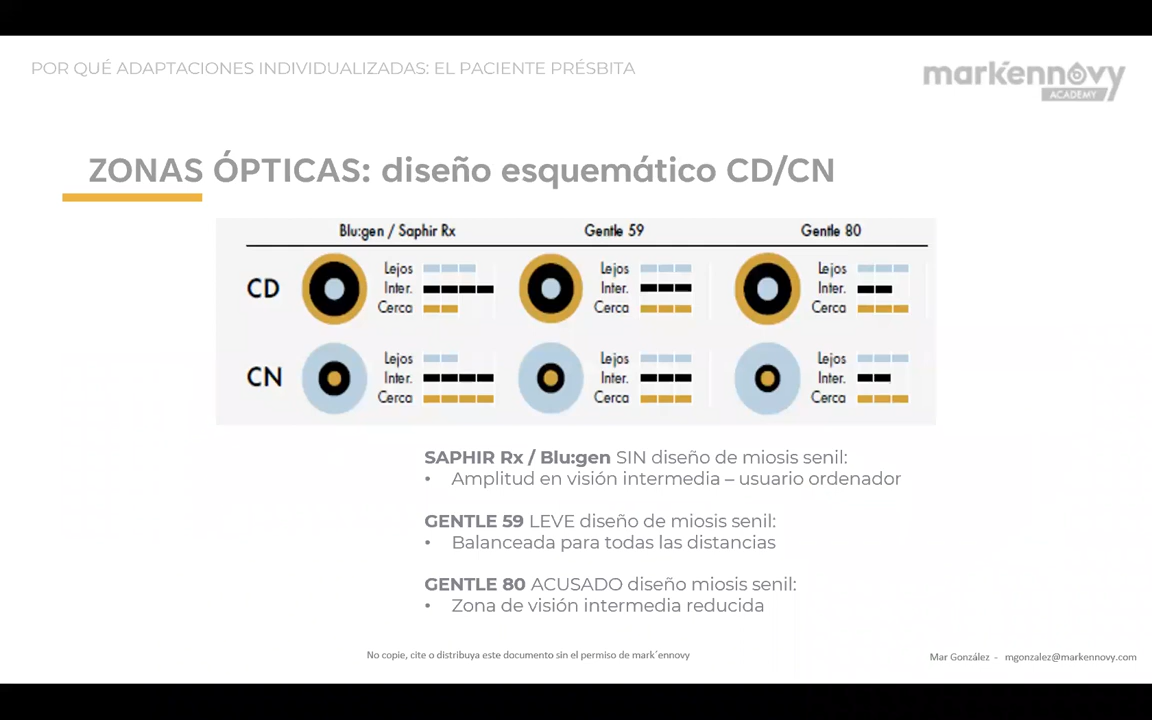 POR QUÉ ADAPTACIONES INDIVIDUALIZADAS: EL PACIENTE PRÉSBITA
mark'ennovy
ACADEMY
ZONAS ÓPTICAS: diseño esquemático CD/CN
Blu:gen / Saphir Rx Gentle 59 Gentle 80
CD
Lejos Lejos Lejos
Inter. Inter. Inter.
Cerca Cerca Cerca
CN
Lejos Lejos Lejos
Inter. Inter. Inter.
Cerca Cerca Cerca
SAPHIR Rx / Blu:gen SIN diseño de miosis senil:
• Amplitud en visión intermedia – usuario ordenador
GENTLE 59 LEVE diseño de miosis senil:
• Balanceada para todas las distancias
GENTLE 80 ACUSADO diseño miosis senil:
• Zona de visión intermedia reducida
No copie, cite o distribuya este documento sin el permiso de mark´ennovy
Mar González - mgonzalez@markennovy.com